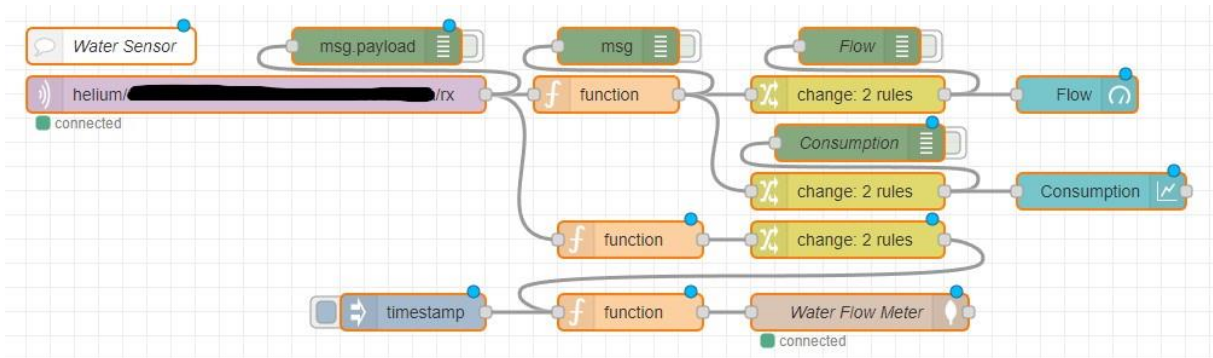 Water Sensor
msg.payload
msg
Flow
helium/ /rx
function
change: 2 rules
Flow
connected
Consumption
change: 2 rules
Consumption
function
change: 2 rules
timestamp
function
Water Flow Meter
connected